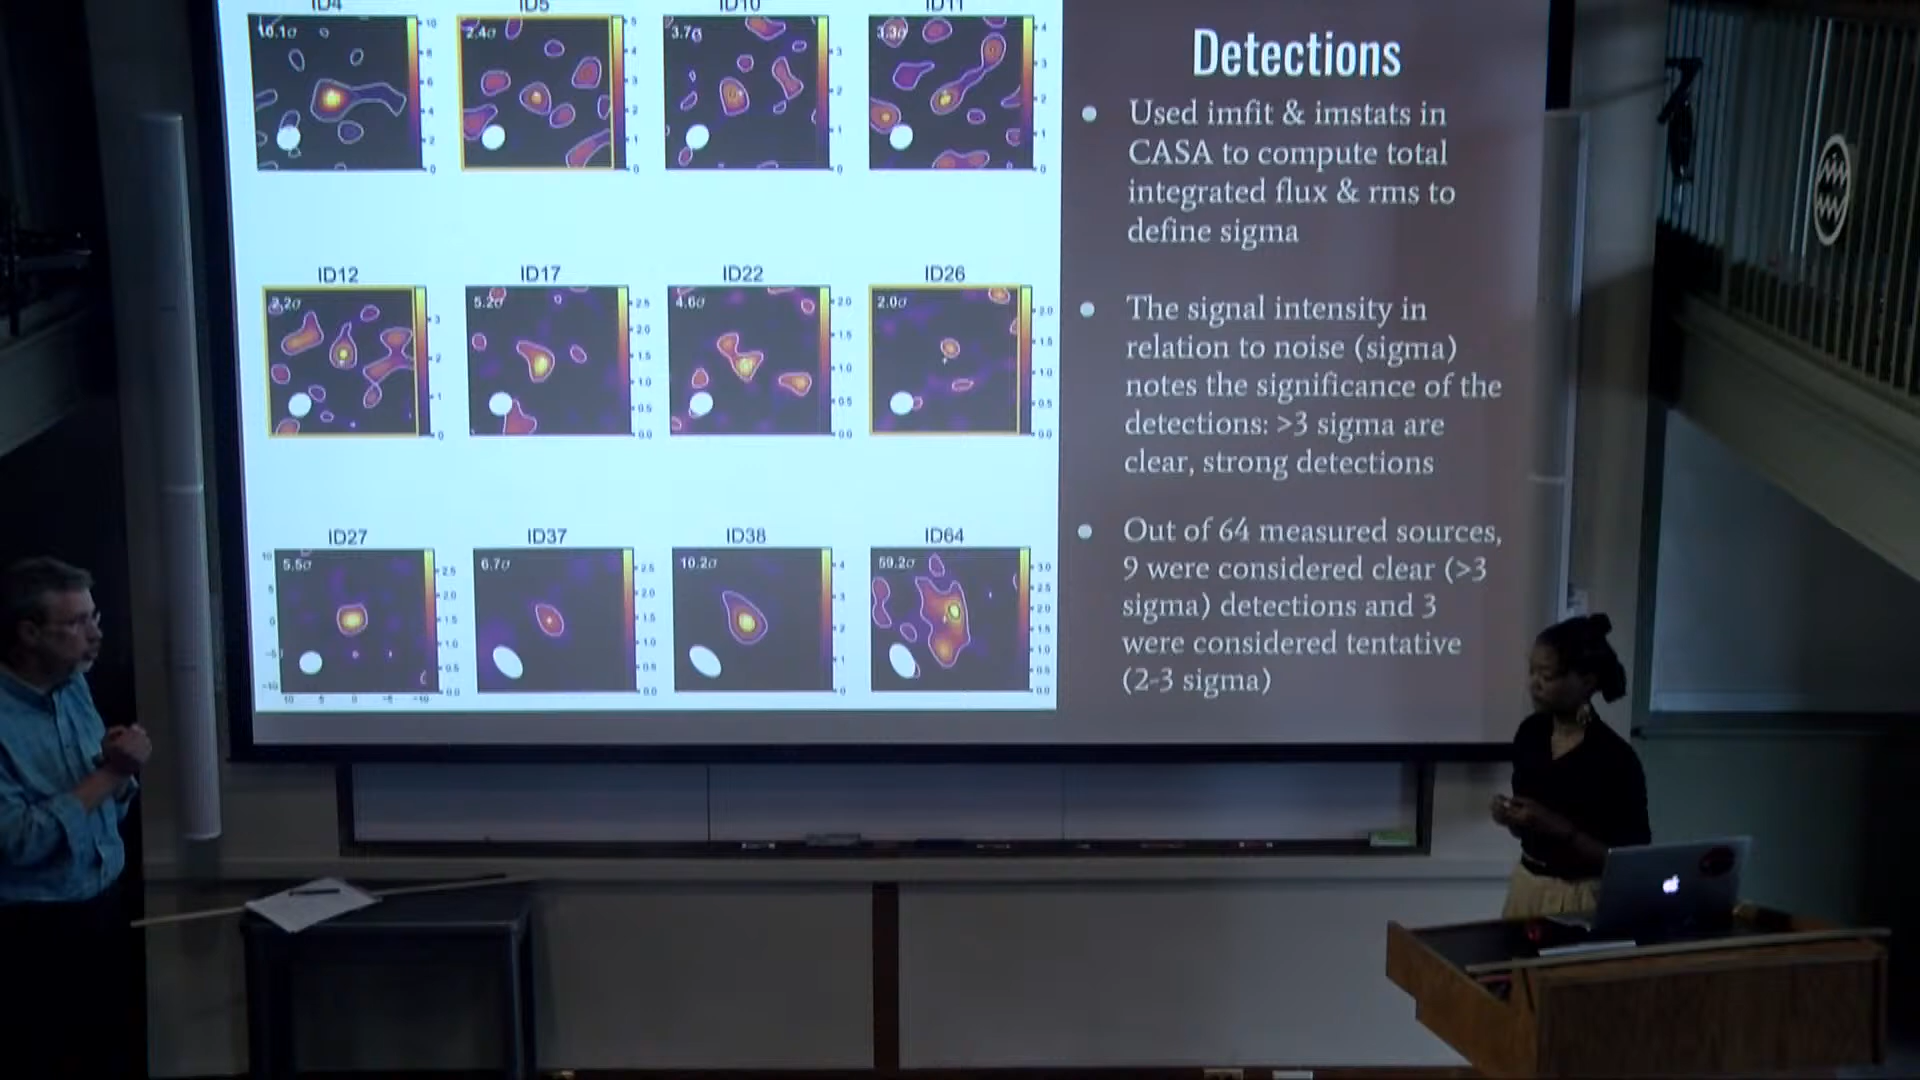 ID4 ID5 ID10 ID11
10.1σ 2.4σ 3.7σ 3.3σ
Detections
Used imfit & imstats in
CASA to compute total
integrated flux & rms to
define sigma
ID12 ID17 ID22 ID26
2.2σ 5.2σ 4.6σ 2.0σ
The signal intensity in
relation to noise (sigma)
notes the significance of the
detections: >3 sigma are
clear, strong detections
ID27 ID37 ID38 ID64
5.5σ 6.7σ 10.2σ 59.2σ
Out of 64 measured sources,
9 were considered clear (>3
sigma) detections and 3
were considered tentative
(2-3 sigma)